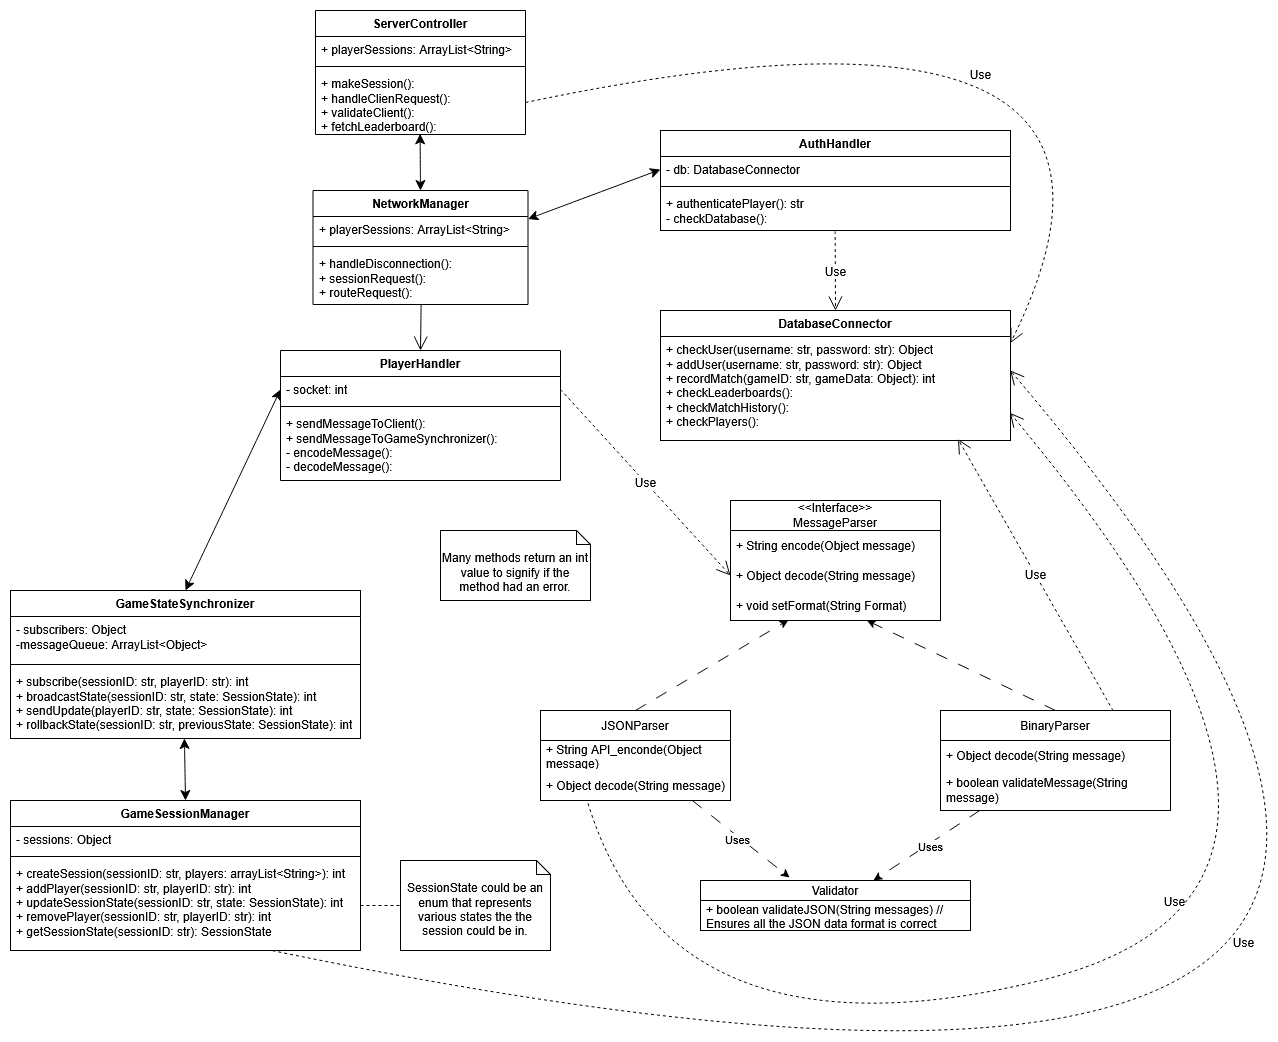 ServerController
+ playerSessions: ArrayList<String>
+ makeSession():
+ handleClienRequest():
+ validateClient():
+ fetchLeaderboard():
Use
AuthHandler
- db: DatabaseConnector
+ authenticatePlayer(): str
- checkDatabase():
NetworkManager
+ playerSessions: ArrayList<String>
+ handleDisconnection():
+ sessionRequest():
+ routeRequest():
Use
DatabaseConnector
+ checkUser(username: str, password: str): Object
+ addUser(username: str, password: str): Object
+ recordMatch(gameID: str, gameData: Object): int
+ checkLeaderboards():
+ checkMatchHistory():
+ checkPlayers():
PlayerHandler
- socket: int
+ sendMessageToClient():
+ sendMessageToGameSynchronizer():
- encodeMessage():
- decodeMessage():
Use
<<Interface>>
MessageParser
+ String encode(Object message)
+ Object decode(String message)
+ void setFormat(String Format)
Many methods return an int
value to signify if the
method had an error.
Use
GameStateSynchronizer
- subscribers: Object
-messageQueue: ArrayList<Object>
+ subscribe(sessionID: str, playerID: str): int
+ broadcastState(sessionID: str, state: SessionState): int
+ sendUpdate(playerID: str, state: SessionState): int
+ rollbackState(sessionID: str, previousState: SessionState): int
JSONParser
+ String API_enconde(Object
message)
+ Object decode(String message)
BinaryParser
+ Object decode(String message)
+ boolean validateMessage(String
message)
GameSessionManager
- sessions: Object
+ createSession(sessionID: str, players: arrayList<String>): int
+ addPlayer(sessionID: str, playerID: str): int
+ updateSessionState(sessionID: str, state: SessionState): int
+ removePlayer(sessionID: str, playerID: str): int
+ getSessionState(sessionID: str): SessionState
Uses
Uses
SessionState could be an
enum that represents
various states the the
session could be in.
Validator
+ boolean validateJSON(String messages) //
Ensures all the JSON data format is correct
Use
Use